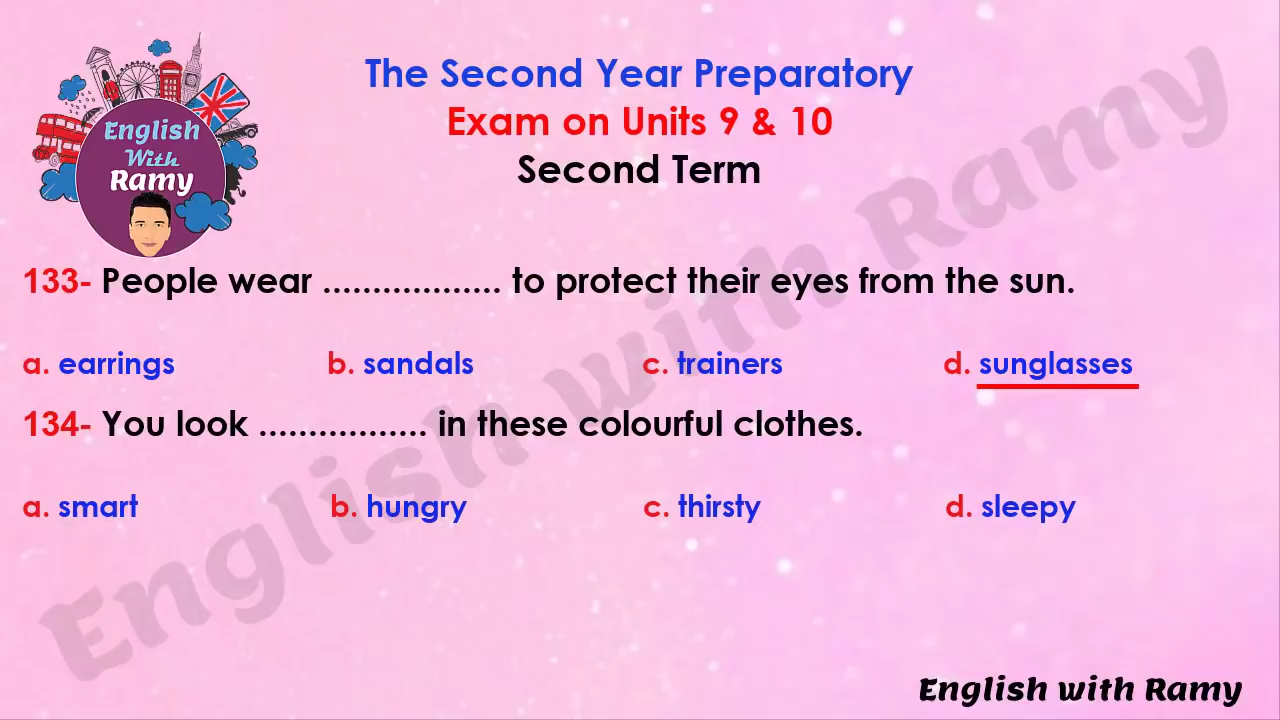 English
With
Ramy
The Second Year Preparatory
Exam on Units 9 & 10
Second Term
133- People wear .................. to protect their eyes from the sun.
a. earrings b. sandals c. trainers d. sunglasses
134- You look ................. in these colourful clothes.
a. smart b. hungry c. thirsty d. sleepy
English with Ramy
English with Ramy